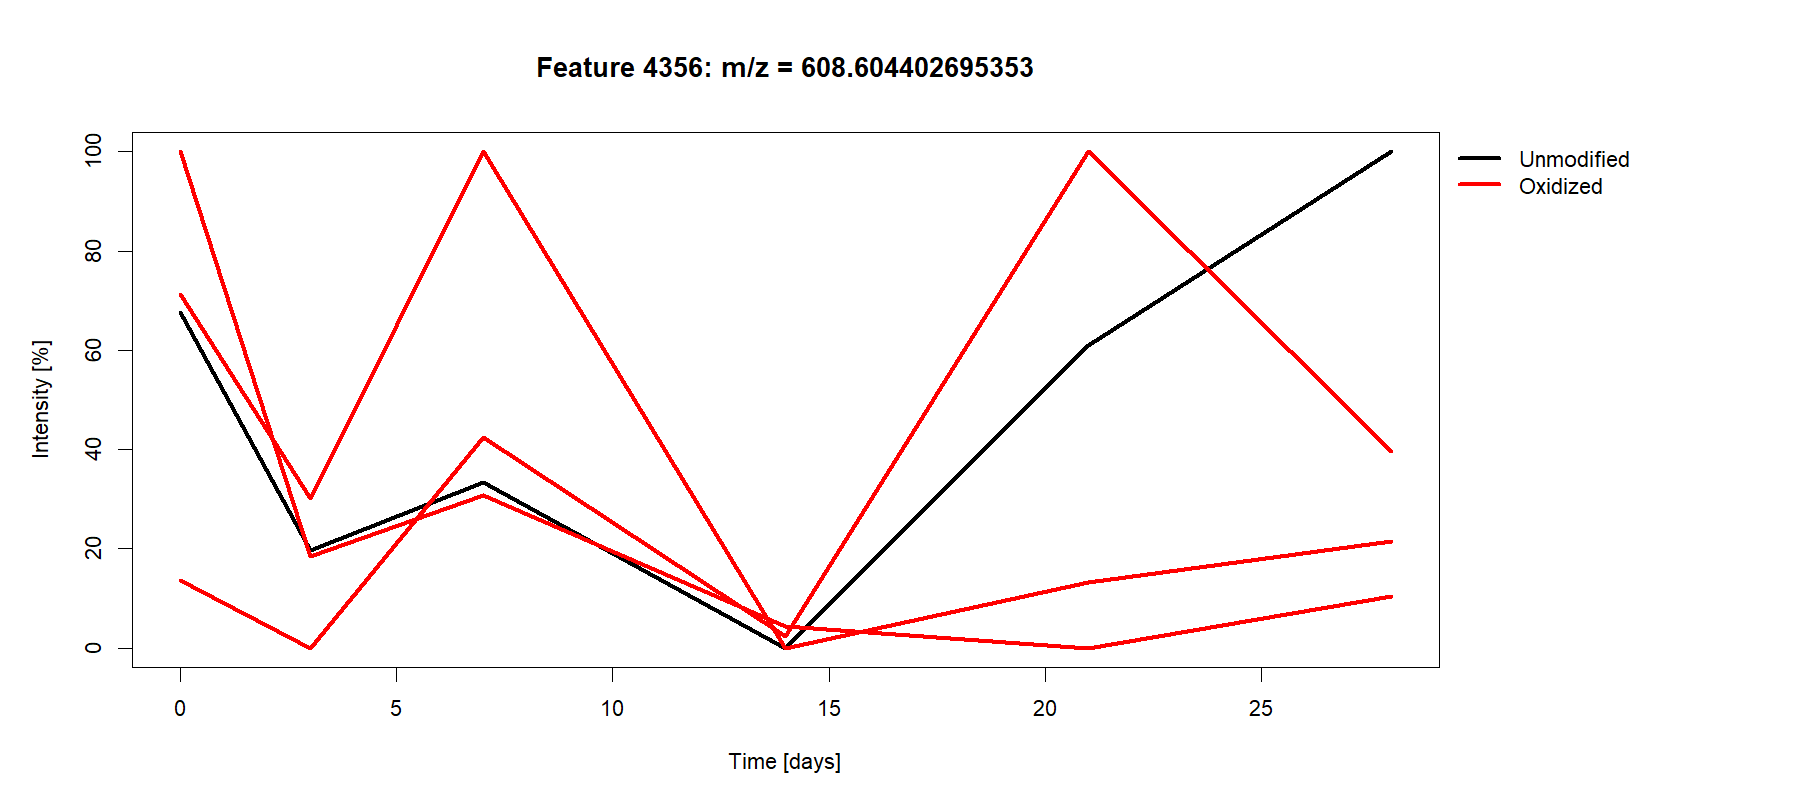 Feature 4356: m/z = 608.604402695353
Unmodified
Oxidized
Intensity [%]
100
80
60
40
20
0
0 5 10 15 20 25
Time [days]